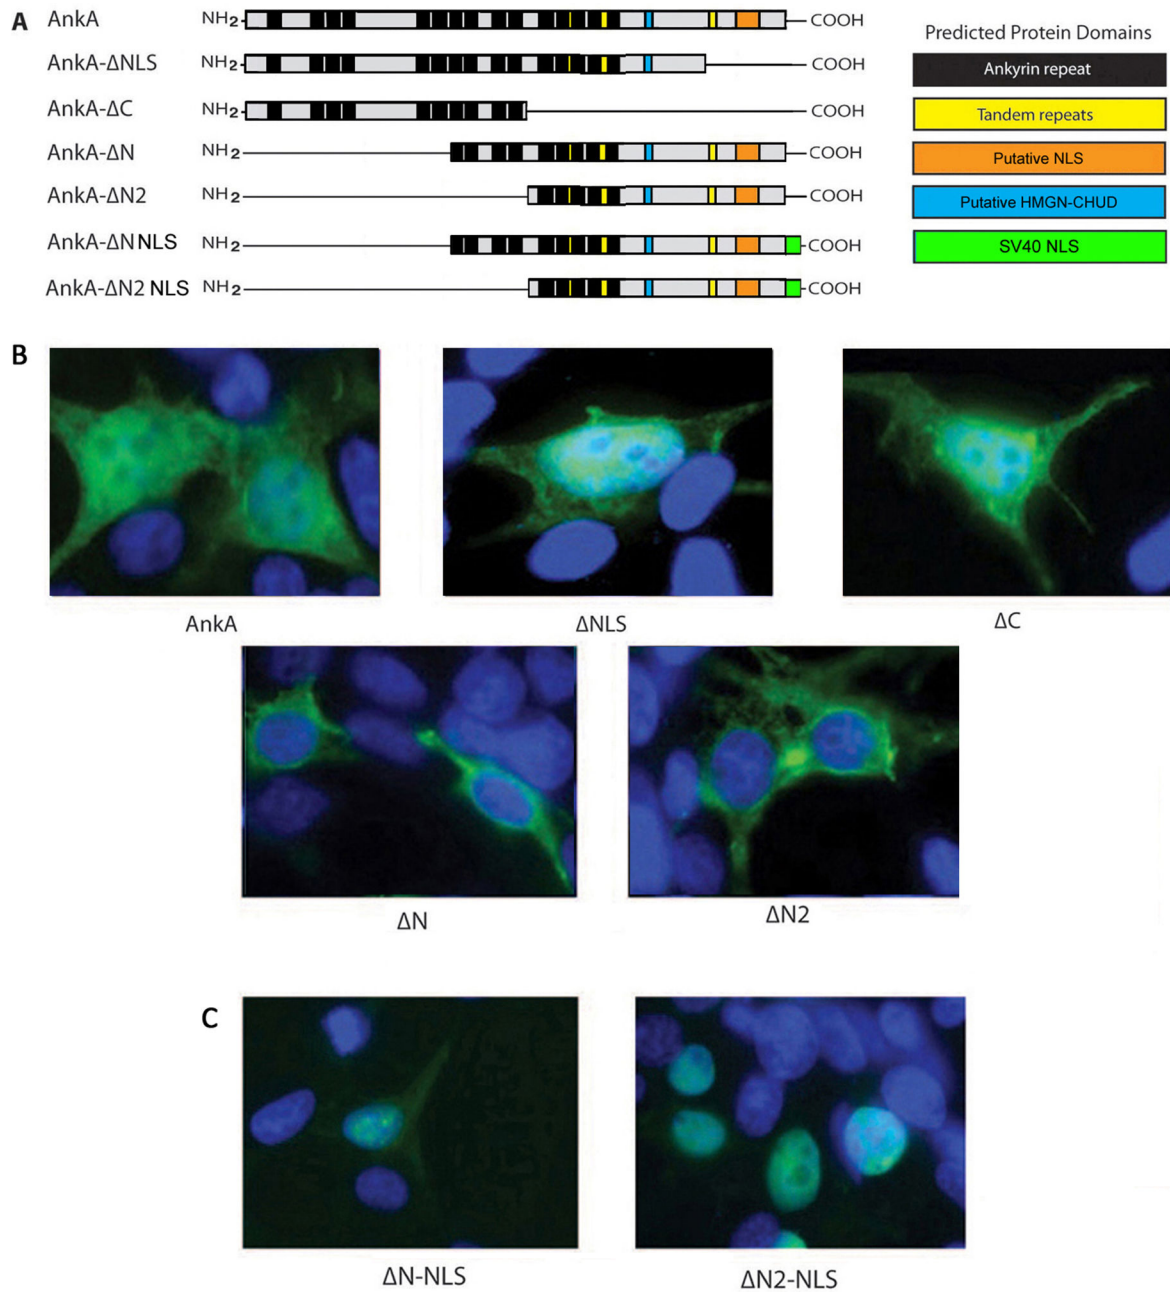 A
AnkA NH2 COOH
AnkA-ΔNLS NH2 COOH
AnkA-ΔC NH2 COOH
AnkA-ΔN NH2 COOH
AnkA-ΔN2 NH2 COOH
AnkA-ΔN NLS NH2 COOH
AnkA-ΔN2 NLS NH2 COOH
Predicted Protein Domains
Ankyrin repeat
Tandem repeats
Putative NLS
Putative HMGN-CHUD
SV40 NLS
B
AnkA ΔNLS ΔC
ΔN ΔN2
C
ΔN-NLS ΔN2-NLS